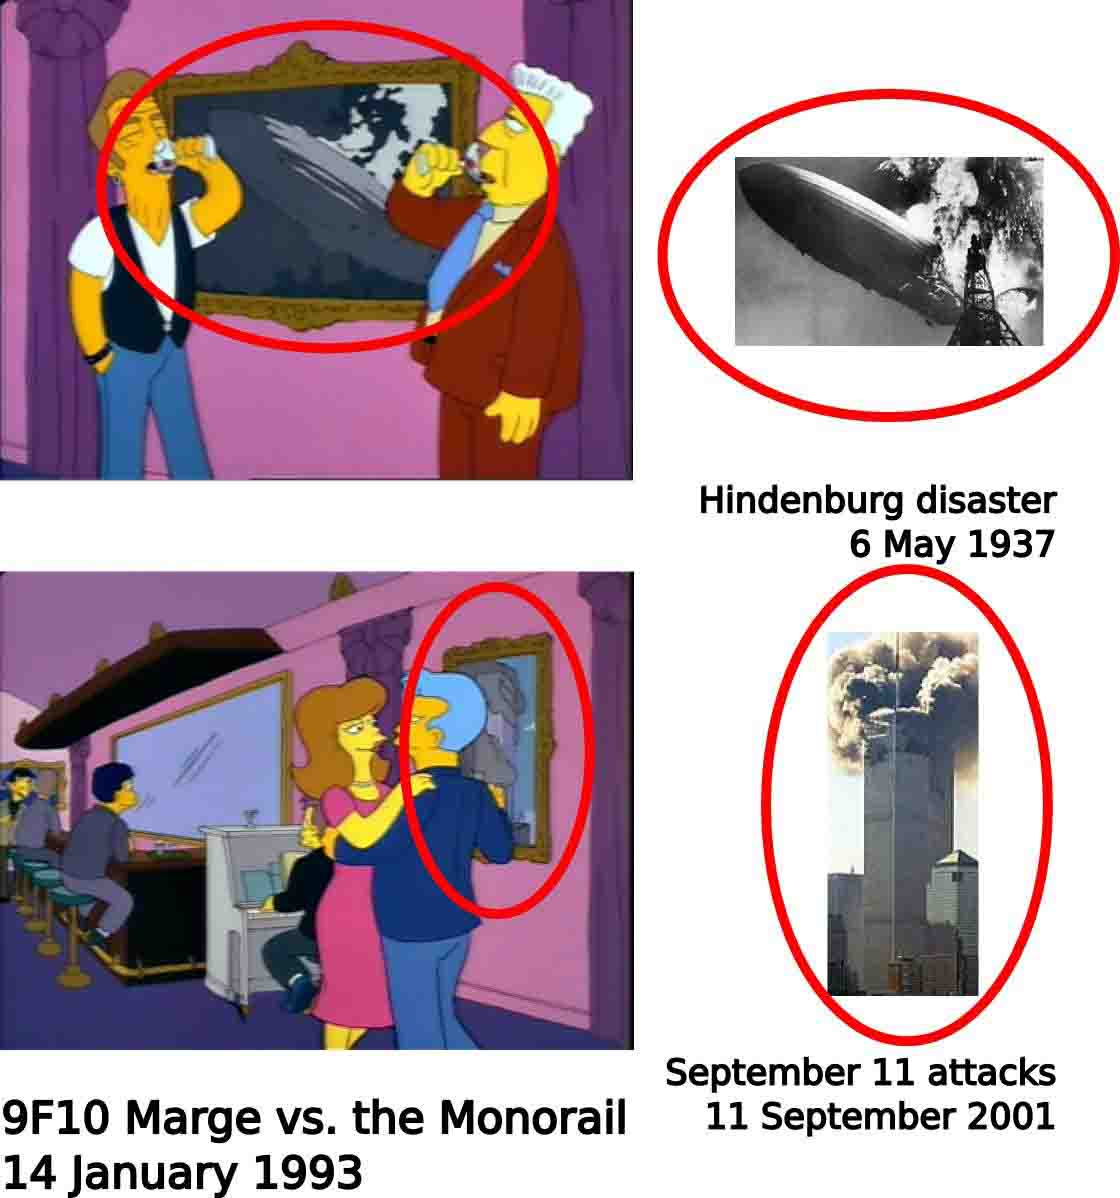 Hindenburg disaster
6 May 1937
September 11 attacks
11 September 2001
9F10 Marge vs. the Monorail
14 January 1993